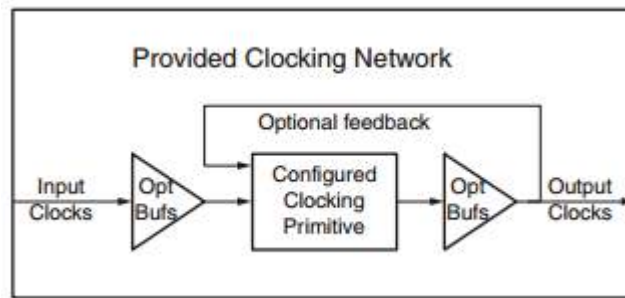 Provided Clocking Network
Optional feedback
Input
Clocks
Opt
Bufs
Configured
Clocking
Primitive
Opt
Bufs
Output
Clocks